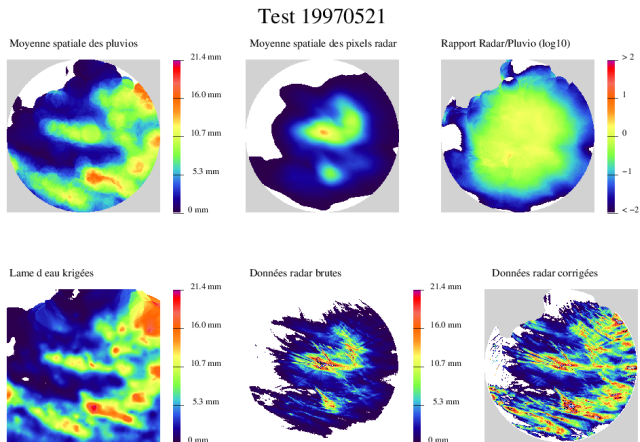 Test 19970521
Moyenne spatiale des pluvios
Moyenne spatiale des pixels radar
Rapport Radar/Pluvio (log10)
21.4 mm
16.0 mm
10.7 mm
5.3 mm
0 mm
> 2
1
0
−1
< −2
Lame d eau krigées
Données radar brutes
Données radar corrigées
21.4 mm
16.0 mm
10.7 mm
5.3 mm
0 mm
21.4 mm
16.0 mm
10.7 mm
5.3 mm
0 mm